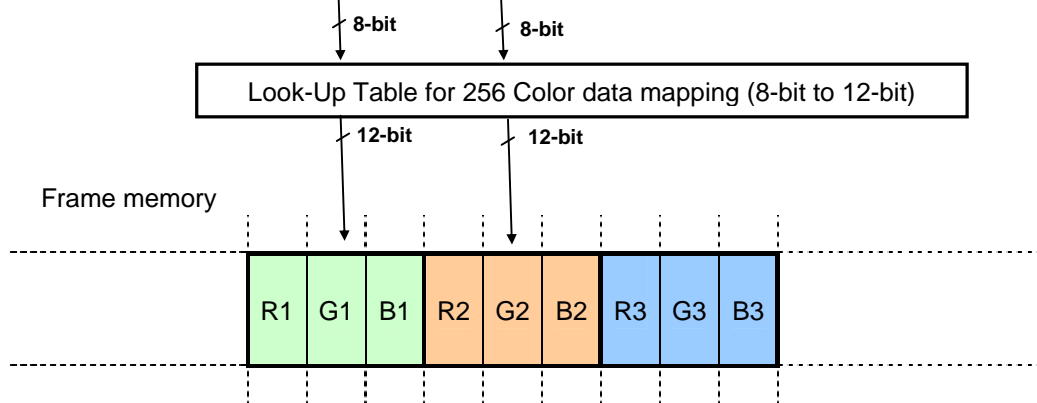 8-bit 8-bit
Look-Up Table for 256 Color data mapping (8-bit to 12-bit)
12-bit 12-bit
Frame memory
R1 G1 B1 R2 G2 B2 R3 G3 B3